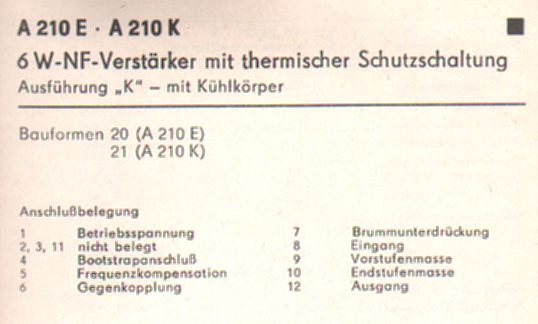 A 210 E · A 210 K
6 W-NF-Verstärker mit thermischer Schutzschaltung
Ausführung „K“ – mit Kühlkörper
Bauformen 20 (A 210 E)
21 (A 210 K)
Anschlußbelegung
1 Betriebsspannung
2, 3, 11 nicht belegt
4 Bootstrapanschluß
5 Frequenzkompensation
6 Gegenkopplung
7 Brummunterdrückung
8 Eingang
9 Vorstufenmasse
10 Endstufenmasse
12 Ausgang